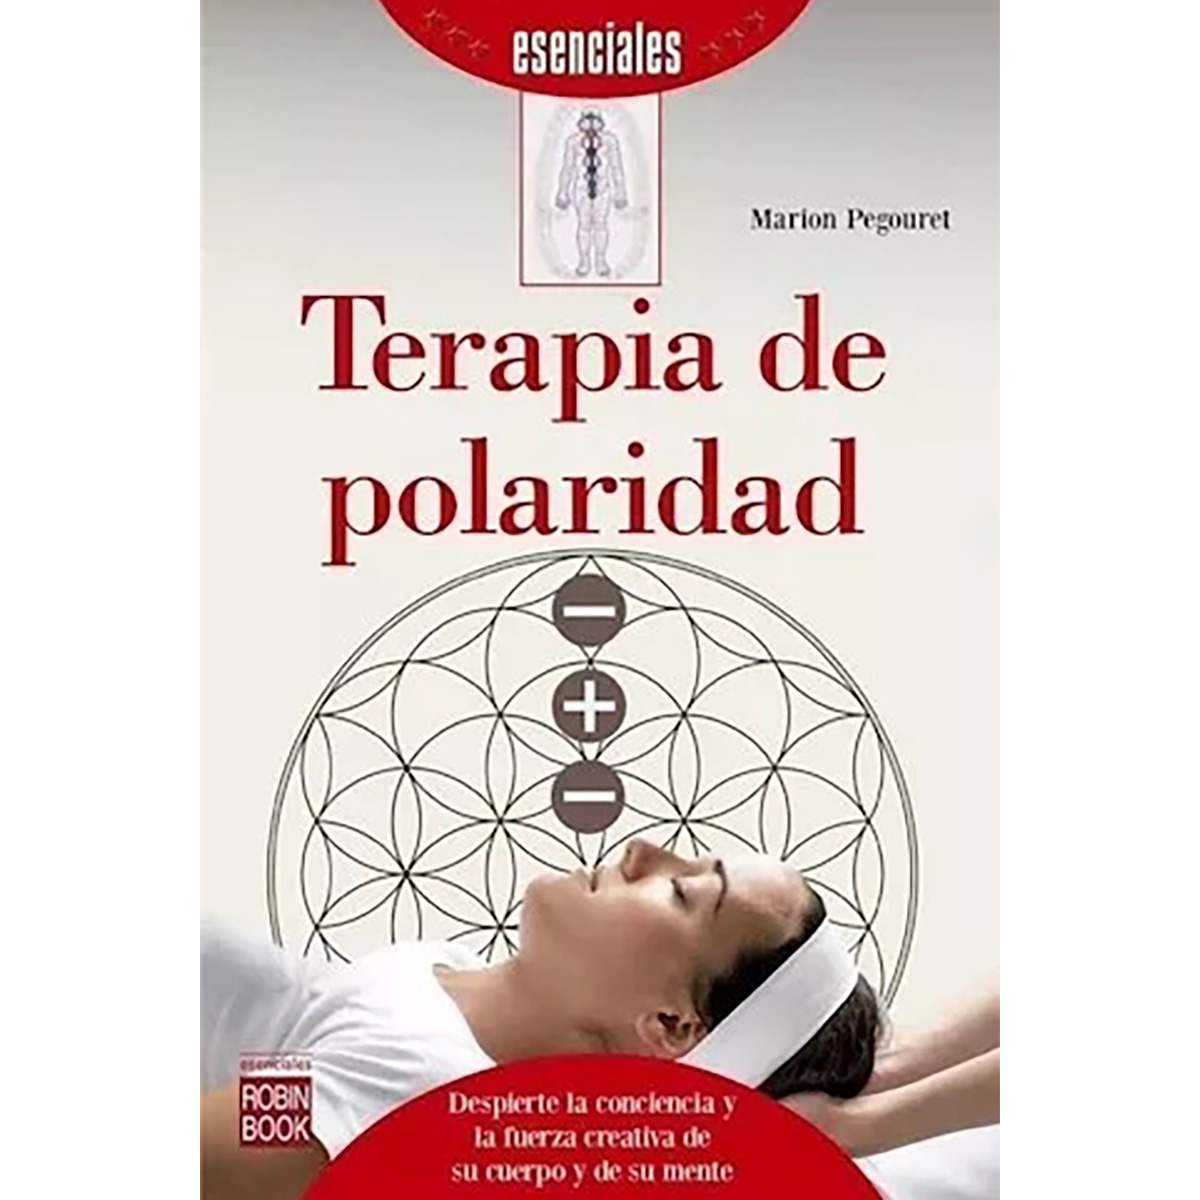 esenciales
Marion Pegouret
Terapia de
polaridad
esenciales
ROBIN
BOOK
Despierte la conciencia y
la fuerza creativa de
su cuerpo y de su mente